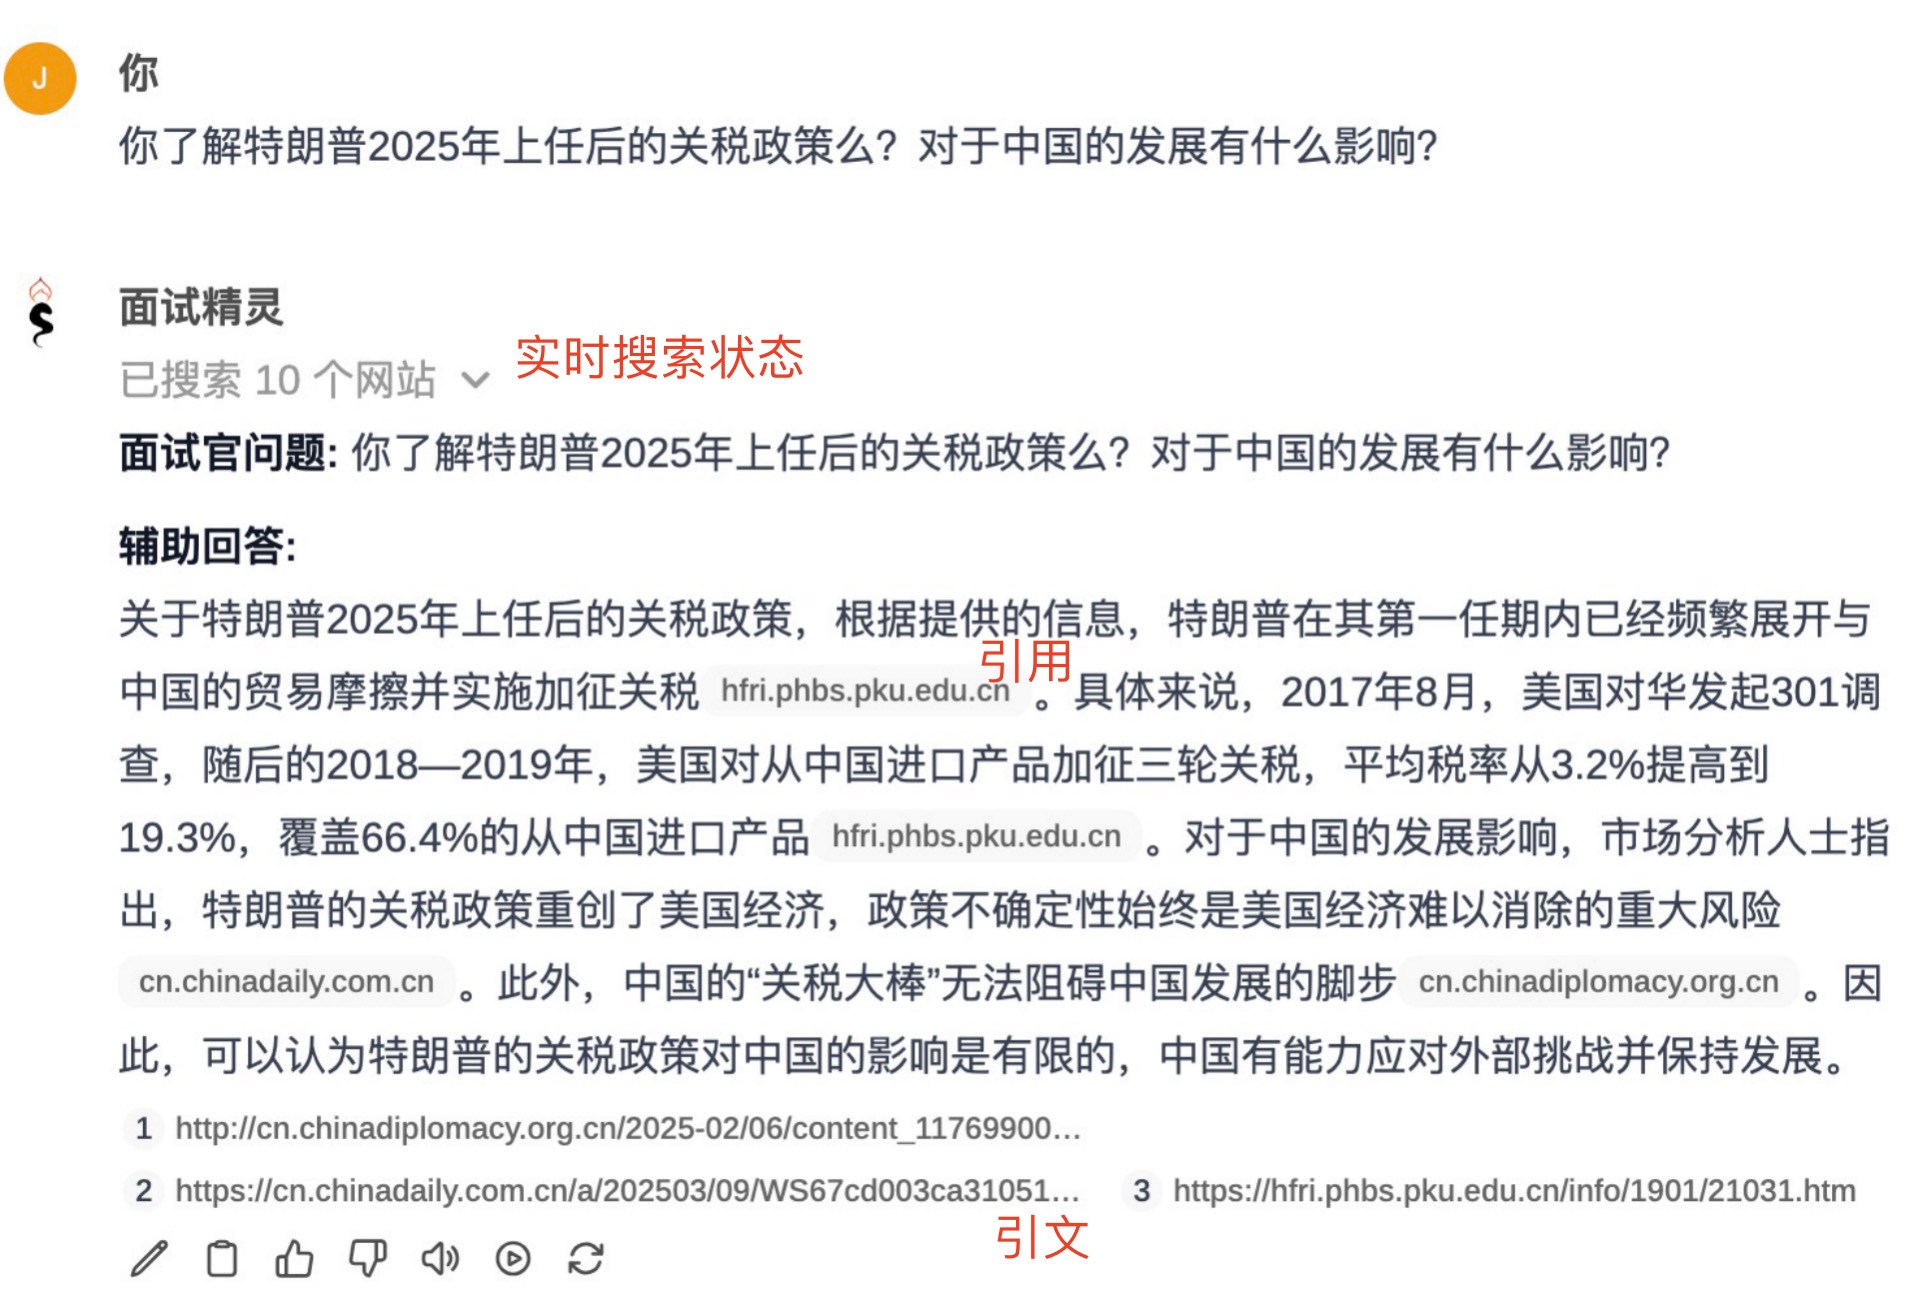 J
你
你了解特朗普2025年上任后的关税政策么？对于中国的发展有什么影响?
面试精灵
已搜索 10 个网站
实时搜索状态
面试官问题: 你了解特朗普2025年上任后的关税政策么？对于中国的发展有什么影响?
辅助回答:
关于特朗普2025年上任后的关税政策，根据提供的信息，特朗普在其第一任期内已经频繁展开与
引用
中国的贸易摩擦并实施加征关税 hfri.phbs.pku.edu.cn 。具体来说，2017年8月，美国对华发起301调
查，随后的2018—2019年，美国对从中国进口产品加征三轮关税，平均税率从3.2%提高到
19.3%，覆盖66.4%的从中国进口产品 hfri.phbs.pku.edu.cn 。对于中国的发展影响，市场分析人士指
出，特朗普的关税政策重创了美国经济，政策不确定性始终是美国经济难以消除的重大风险
cn.chinadaily.com.cn 。此外，中国的“关税大棒”无法阻碍中国发展的脚步 cn.chinadiplomacy.org.cn 。因
此，可以认为特朗普的关税政策对中国的影响是有限的，中国有能力应对外部挑战并保持发展。
1 http://cn.chinadiplomacy.org.cn/2025-02/06/content_11769900...
2 https://cn.chinadaily.com.cn/a/202503/09/WS67cd003ca31051... 3 https://hfri.phbs.pku.edu.cn/info/1901/21031.htm
引文